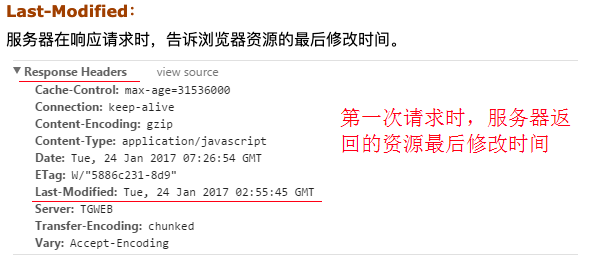 Last-Modified:
服务器在响应请求时，告诉浏览器资源的最后修改时间。
Response Headers view source
Cache-Control: max-age=31536000
Connection: keep-alive
Content-Encoding: gzip
Content-Type: application/javascript
Date: Tue, 24 Jan 2017 07:26:54 GMT
ETag: W/"5886c231-8d9"
Last-Modified: Tue, 24 Jan 2017 02:55:45 GMT
Server: TGWEB
Transfer-Encoding: chunked
Vary: Accept-Encoding
第一次请求时，服务器返
回的资源最后修改时间